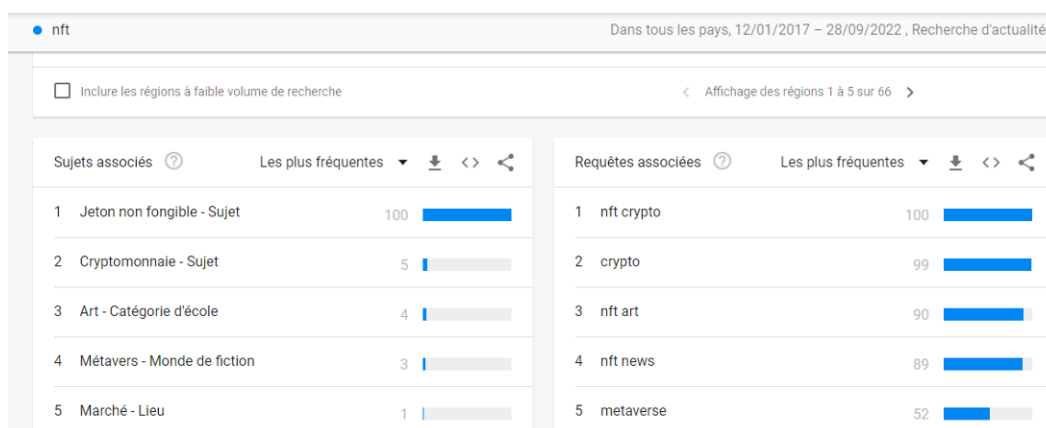 nft
Dans tous les pays, 12/01/2017 – 28/09/2022 , Recherche d'actualité
Inclure les régions à faible volume de recherche
Affichage des régions 1 à 5 sur 66
Sujets associés
Les plus fréquentes
1 Jeton non fongible - Sujet 100
2 Cryptomonnaie - Sujet 5
3 Art - Catégorie d'école 4
4 Métavers - Monde de fiction 3
5 Marché - Lieu 1
Requêtes associées
Les plus fréquentes
1 nft crypto 100
2 crypto 99
3 nft art 90
4 nft news 89
5 metaverse 52